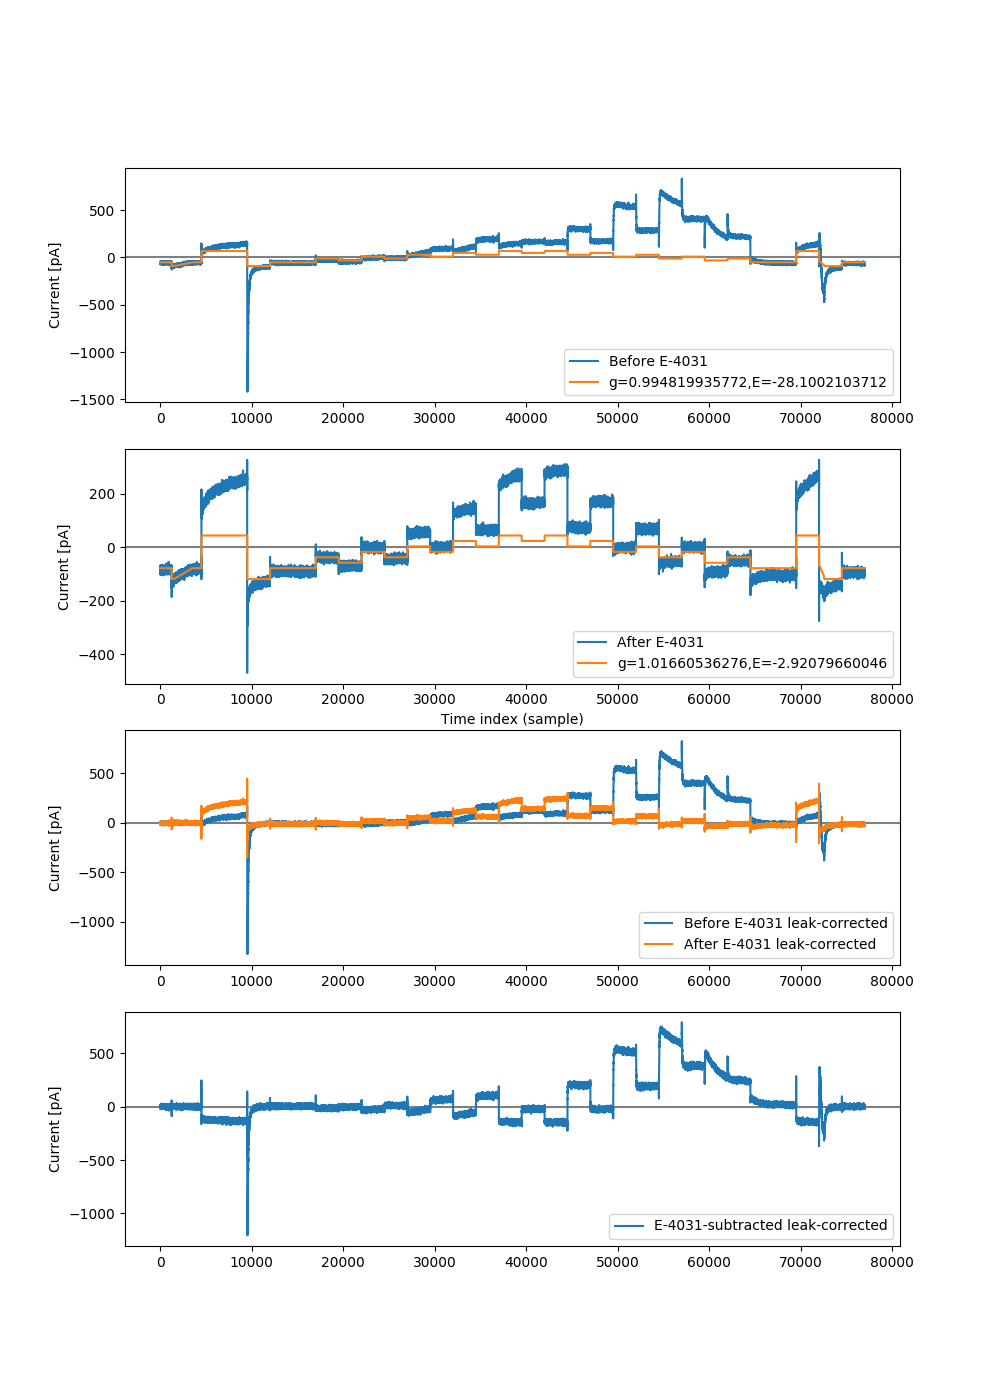 500
0
−500
−1000
−1500
Current [pA]
Before E-4031
g=0.994819935772,E=-28.1002103712
0 10000 20000 30000 40000 50000 60000 70000 80000
200
0
−200
−400
Current [pA]
After E-4031
g=1.01660536276,E=-2.92079660046
0 10000 20000 30000 40000 50000 60000 70000 80000
Time index (sample)
500
0
−500
−1000
Current [pA]
Before E-4031 leak-corrected
After E-4031 leak-corrected
0 10000 20000 30000 40000 50000 60000 70000 80000
500
0
−500
−1000
Current [pA]
E-4031-subtracted leak-corrected
0 10000 20000 30000 40000 50000 60000 70000 80000